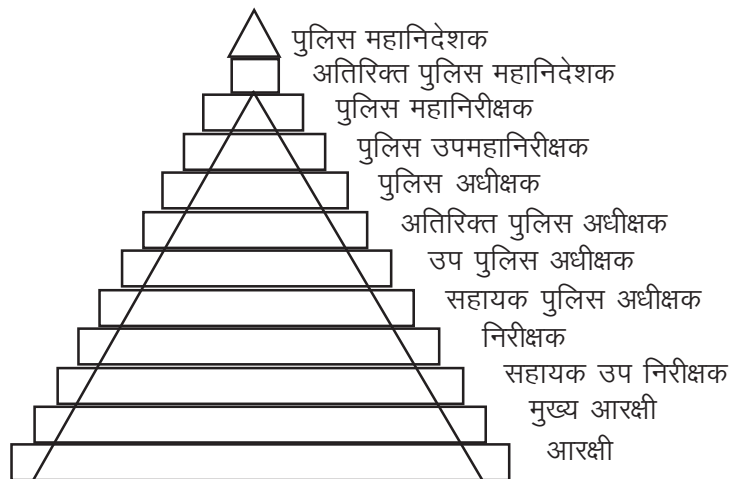 पुलिस महानिदेशक
अतिरिक्त पुलिस महानिदेशक
पुलिस महानिरीक्षक
पुलिस उपमहानिरीक्षक
पुलिस अधीक्षक
अतिरिक्त पुलिस अधीक्षक
उप पुलिस अधीक्षक
सहायक पुलिस अधीक्षक
निरीक्षक
सहायक उप निरीक्षक
मुख्य आरक्षी
आरक्षी